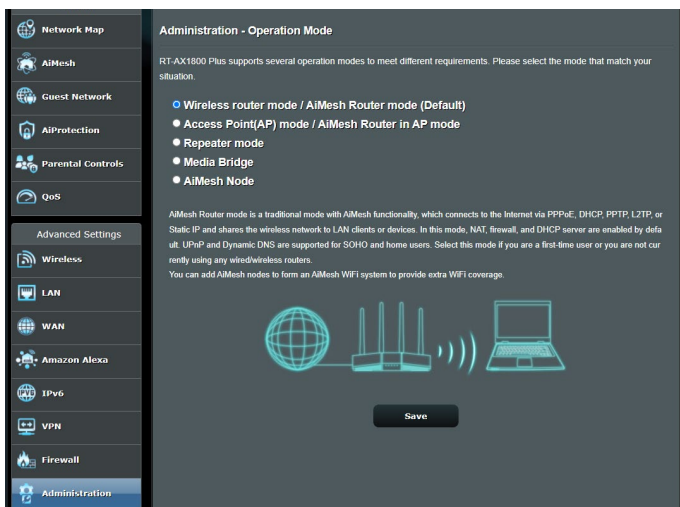 Network Map
AiMesh
Guest Network
AiProtection
Parental Controls
QoS
Advanced Settings
Wireless
LAN
WAN
Amazon Alexa
IPV6
IPv6
VPN
Firewall
Administration
Administration - Operation Mode
RT-AX1800 Plus supports several operation modes to meet different requirements. Please select the mode that match your
situation.
Wireless router mode / AiMesh Router mode (Default)
Access Point(AP) mode / AiMesh Router in AP mode
Repeater mode
Media Bridge
AiMesh Node
AiMesh Router mode is a traditional mode with AiMesh functionality, which connects to the Internet via PPPoE, DHCP, PPTP, L2TP, or
Static IP and shares the wireless network to LAN clients or devices. In this mode, NAT, firewall, and DHCP server are enabled by defa
ult. UPnP and Dynamic DNS are supported for SOHO and home users. Select this mode if you are a first-time user or you are not cur
rently using any wired/wireless routers.
You can add AiMesh nodes to form an AiMesh WiFi system to provide extra WiFi coverage.
Save